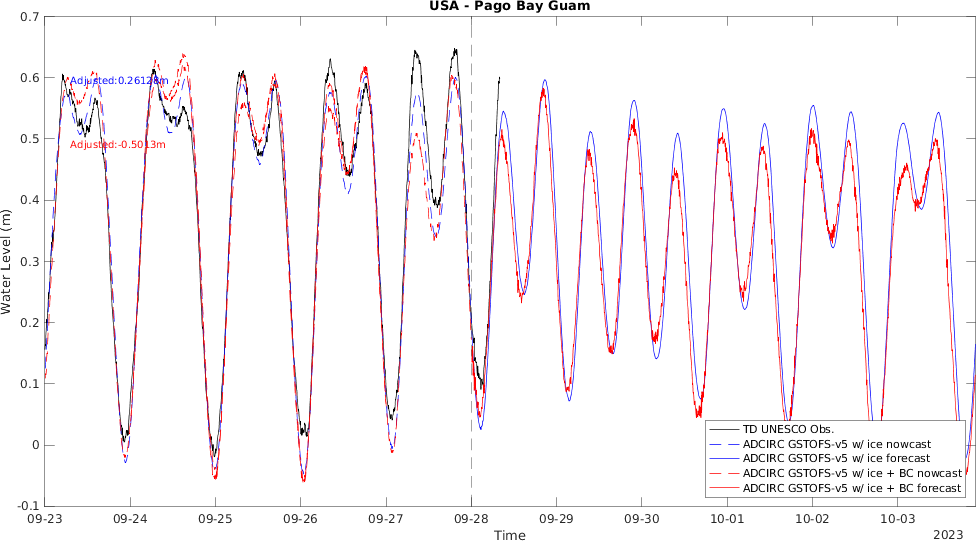 USA - Pago Bay Guam
0.7
0.6
0.5
0.4
0.3
0.2
0.1
0
-0.1
Water Level (m)
Adjusted:0.26128m
Adjusted:-0.5013m
TD UNESCO Obs.
ADCIRC GSTOFS-v5 w/ ice nowcast
ADCIRC GSTOFS-v5 w/ ice forecast
ADCIRC GSTOFS-v5 w/ ice + BC nowcast
ADCIRC GSTOFS-v5 w/ ice + BC forecast
09-23 09-24 09-25 09-26 09-27 09-28 09-29 09-30 10-01 10-02 10-03
Time
2023